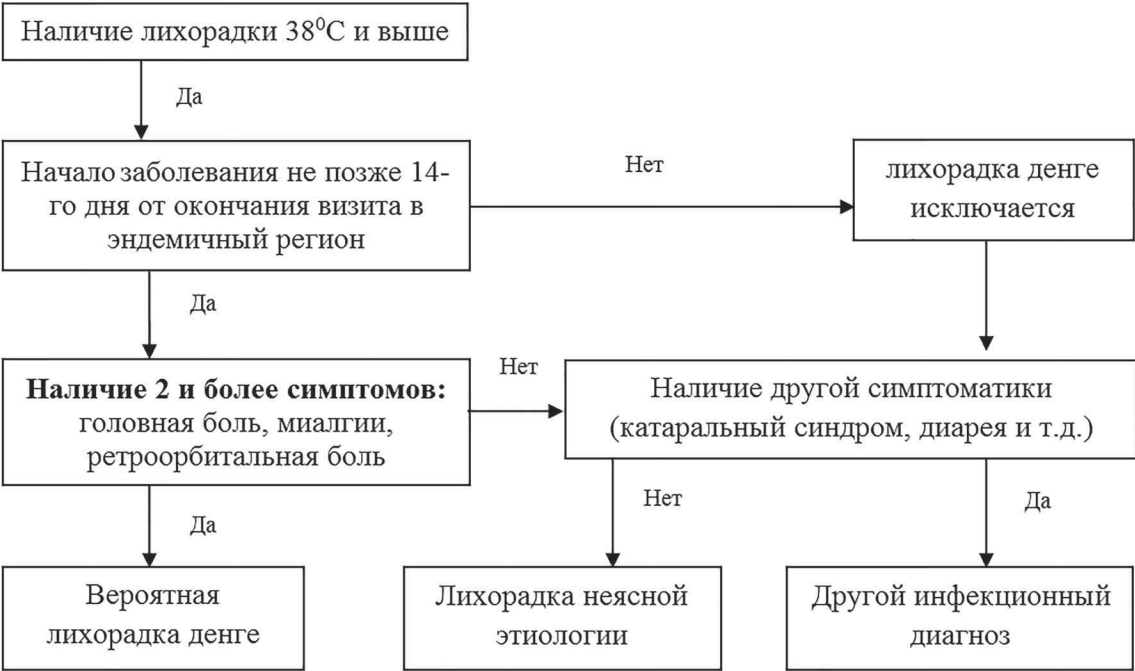 Наличие лихорадки 38⁰С и выше
Да
Начало заболевания не позже 14-
го дня от окончания визита в
эндемичный регион
Нет
лихорадка денге
исключается
Да
Наличие 2 и более симптомов:
головная боль, миалгии,
ретроорбитальная боль
Нет
Наличие другой симптоматики
(катаральный синдром, диарея и т.д.)
Да
Нет
Да
Вероятная
лихорадка денге
Лихорадка неясной
этиологии
Другой инфекционный
диагноз